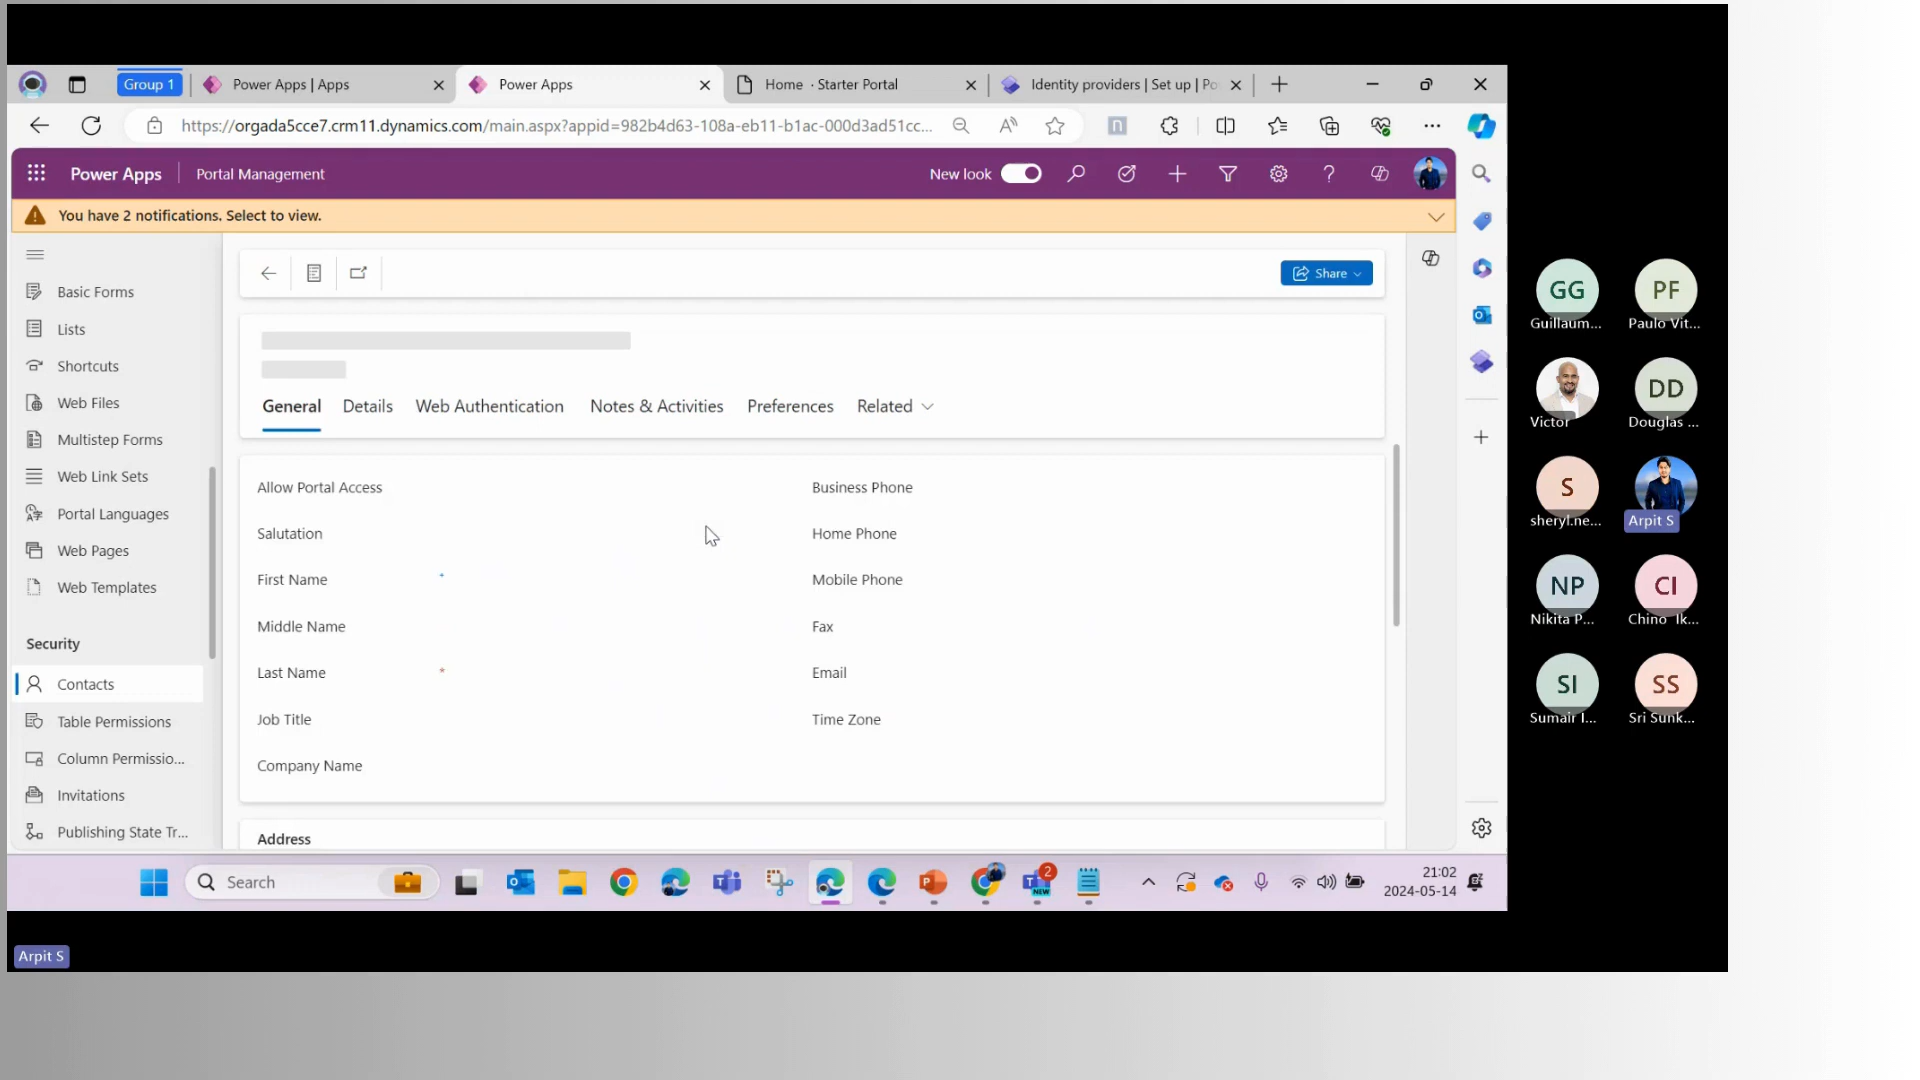 Group 1
Power Apps | Apps
Power Apps
Home · Starter Portal
Identity providers | Set up | Po
https://orgada5cce7.crm11.dynamics.com/main.aspx?appid=982b4d63-108a-eb11-b1ac-000d3ad51cc...
Power Apps
Portal Management
New look
You have 2 notifications. Select to view.
Share
Basic Forms
Lists
Shortcuts
Web Files
Multistep Forms
Web Link Sets
Portal Languages
Web Pages
Web Templates
Security
Contacts
Table Permissions
Column Permissio...
Invitations
Publishing State Tr...
General
Details
Web Authentication
Notes & Activities
Preferences
Related
Allow Portal Access
Salutation
First Name *
Middle Name
Last Name *
Job Title
Company Name
Business Phone
Home Phone
Mobile Phone
Fax
Email
Time Zone
Address
GG
Guillaum...
PF
Paulo Vit...
Victor
DD
Douglas ...
S
sheryl.ne...
Arpit S
NP
Nikita P...
CI
Chino Ik...
SI
Sumair I...
SS
Sri Sunk...
Search
2
NEW
21:02
2024-05-14
Arpit S